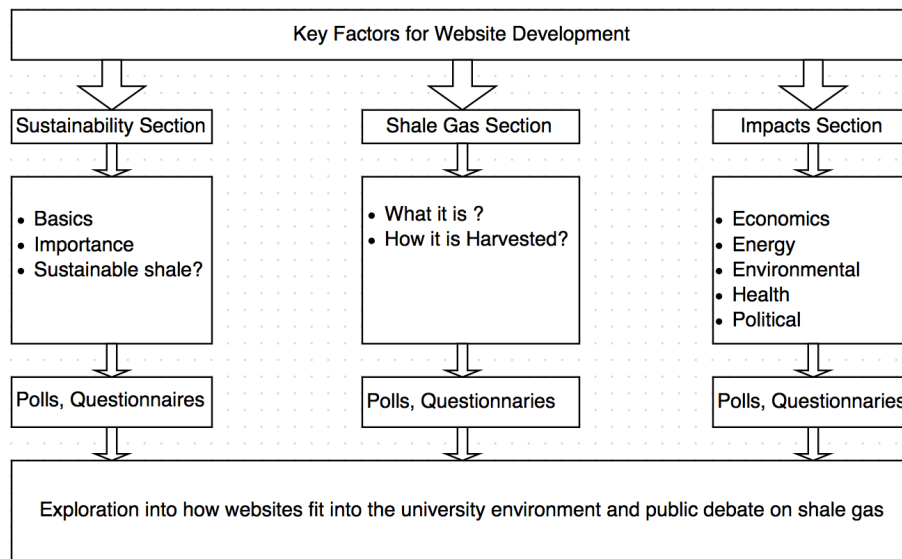 Key Factors for Website Development
Sustainability Section
Shale Gas Section
Impacts Section
• Basics
• Importance
• Sustainable shale?
• What it is ?
• How it is Harvested?
• Economics
• Energy
• Environmental
• Health
• Political
Polls, Questionnaires
Polls, Questionnaries
Polls, Questionnaries
Exploration into how websites fit into the university environment and public debate on shale gas